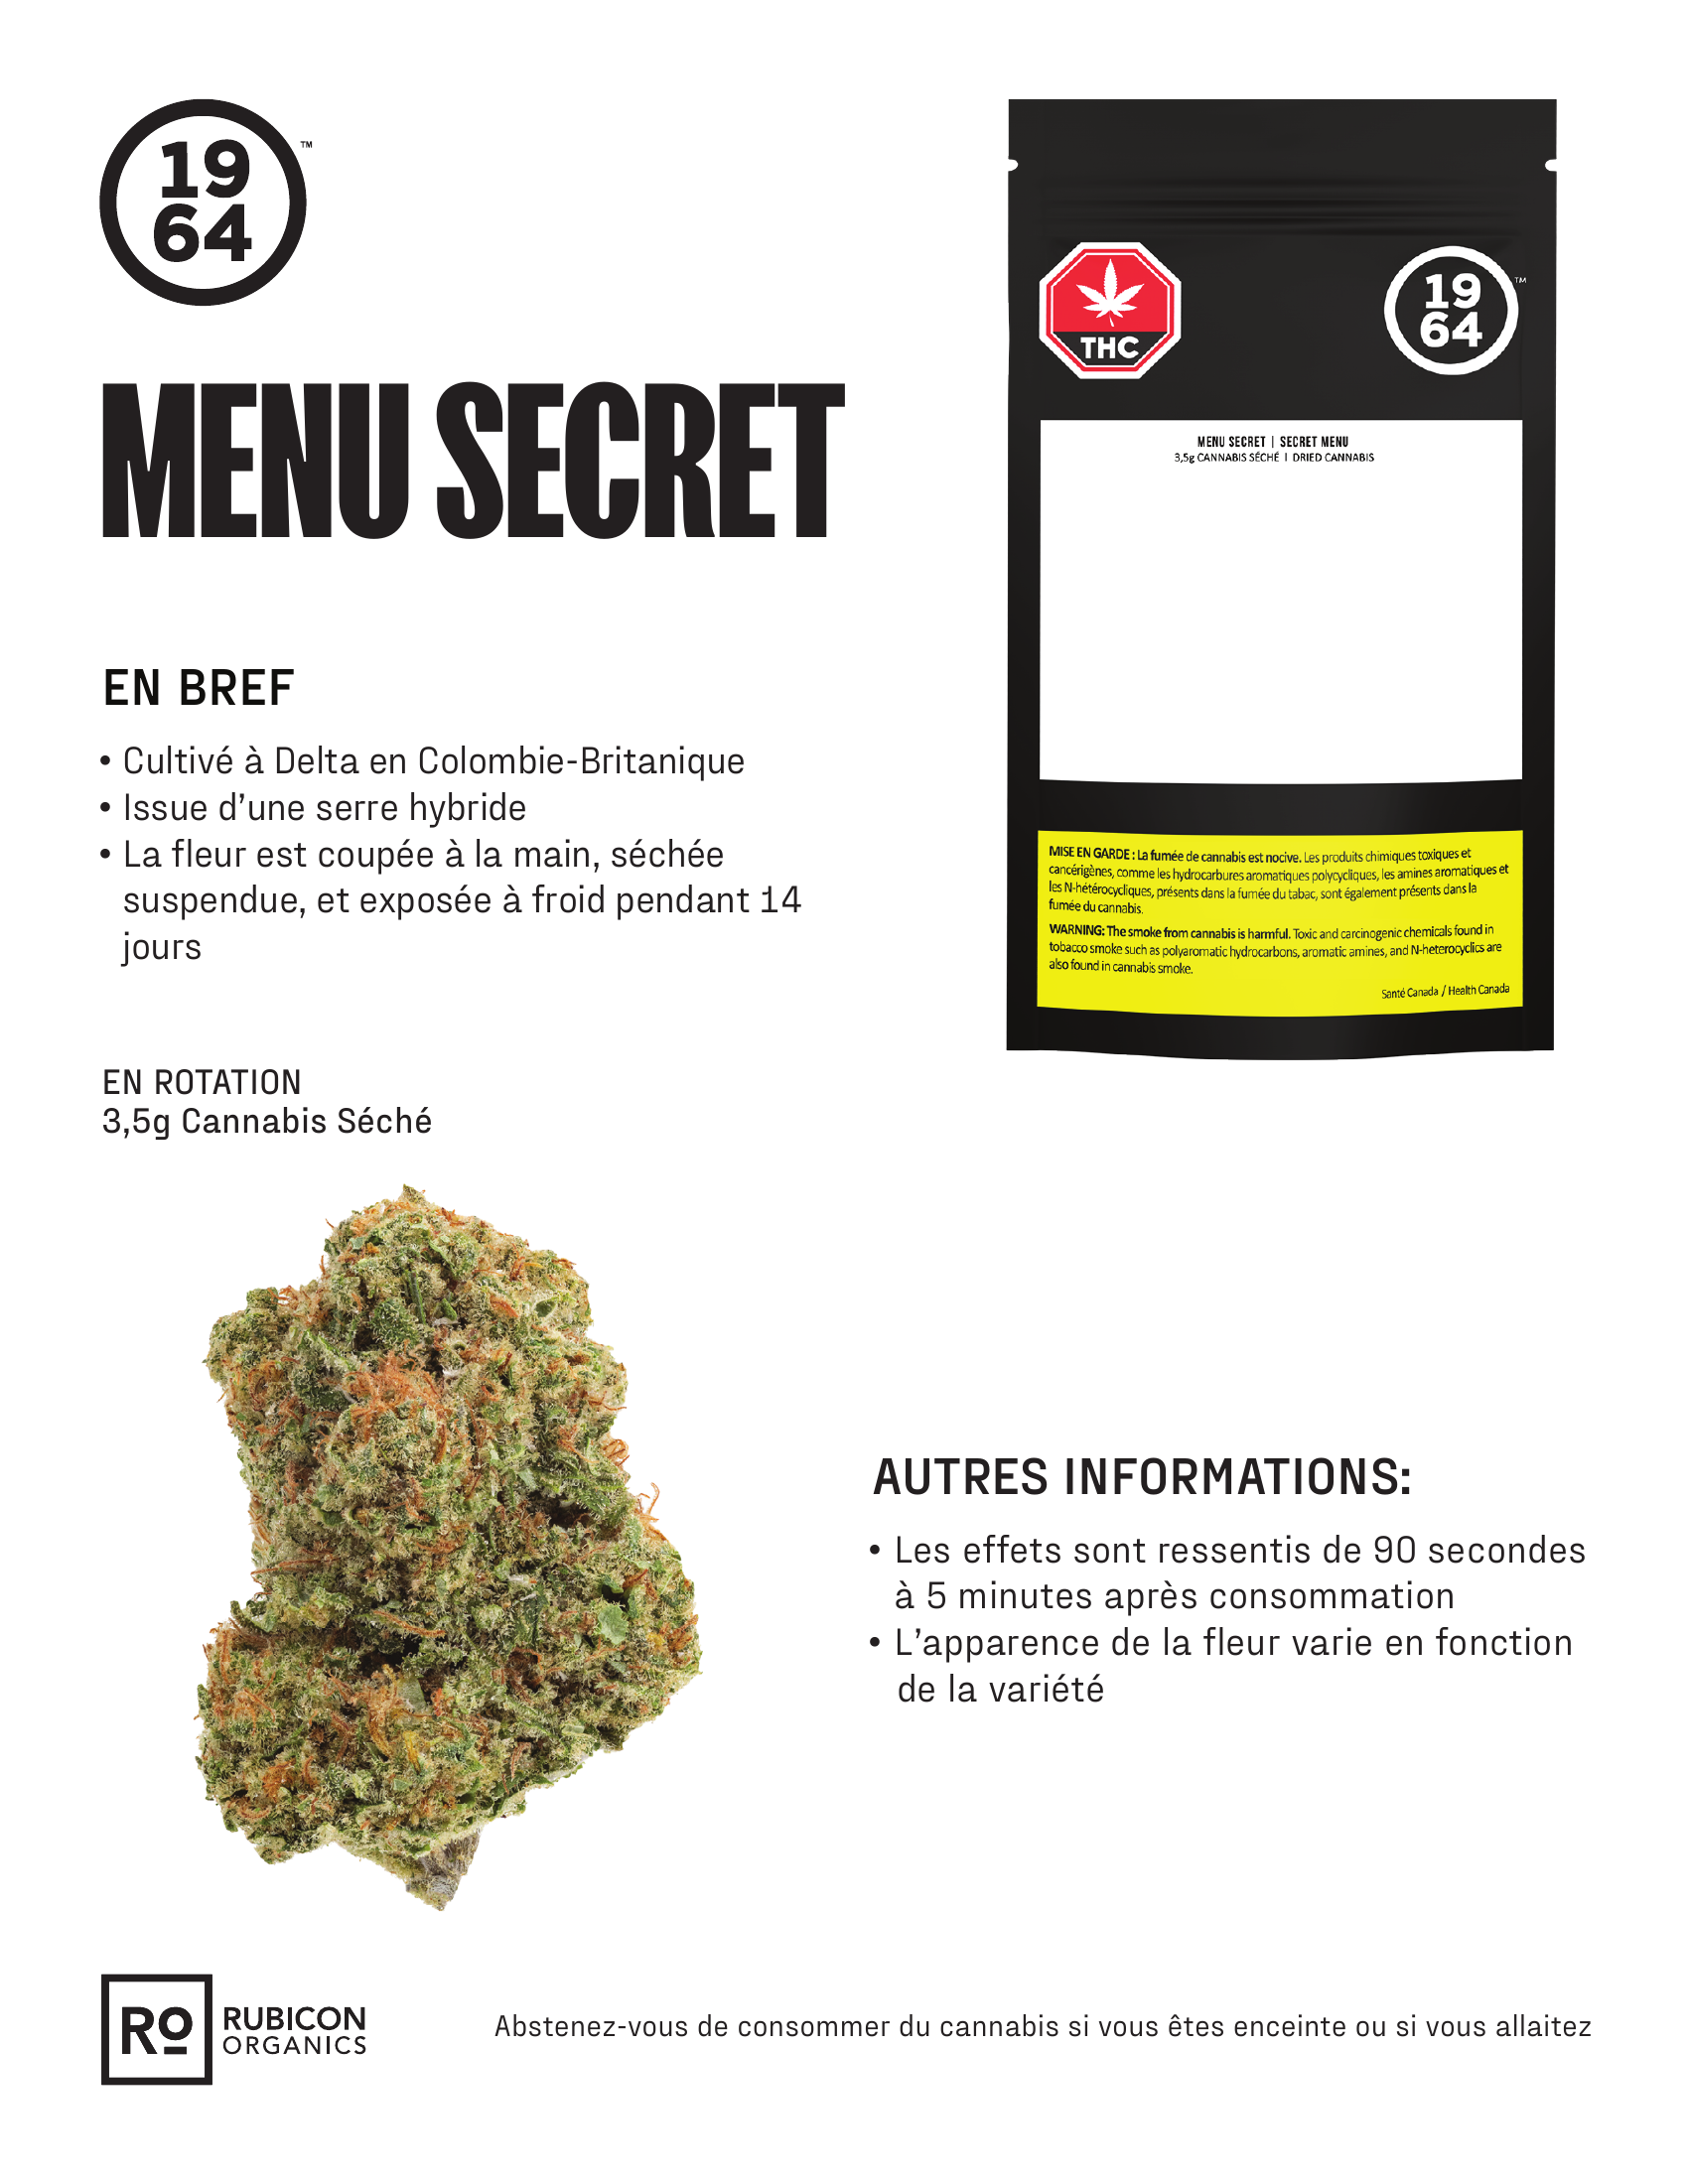 19
64
™
MENU SECRET
EN BREF
• Cultivé à Delta en Colombie-Britanique
• Issue d’une serre hybride
• La fleur est coupée à la main, séchée
suspendue, et exposée à froid pendant 14
jours
EN ROTATION
3,5g Cannabis Séché
THC
19
64
™
MENU SECRET | SECRET MENU
3,5g CANNABIS SÉCHÉ | DRIED CANNABIS
MISE EN GARDE : La fumée de cannabis est nocive. Les produits chimiques toxiques et
cancérigènes, comme les hydrocarbures aromatiques polycycliques, les amines aromatiques et
les N-hétérocycliques, présents dans la fumée du tabac, sont également présents dans la
fumée du cannabis.
WARNING: The smoke from cannabis is harmful. Toxic and carcinogenic chemicals found in
tobacco smoke such as polyaromatic hydrocarbons, aromatic amines, and N-heterocyclics are
also found in cannabis smoke.
Santé Canada / Health Canada
AUTRES INFORMATIONS:
• Les effets sont ressentis de 90 secondes
à 5 minutes après consommation
• L’apparence de la fleur varie en fonction
de la variété
Ro
RUBICON
ORGANICS
Abstenez-vous de consommer du cannabis si vous êtes enceinte ou si vous allaitez